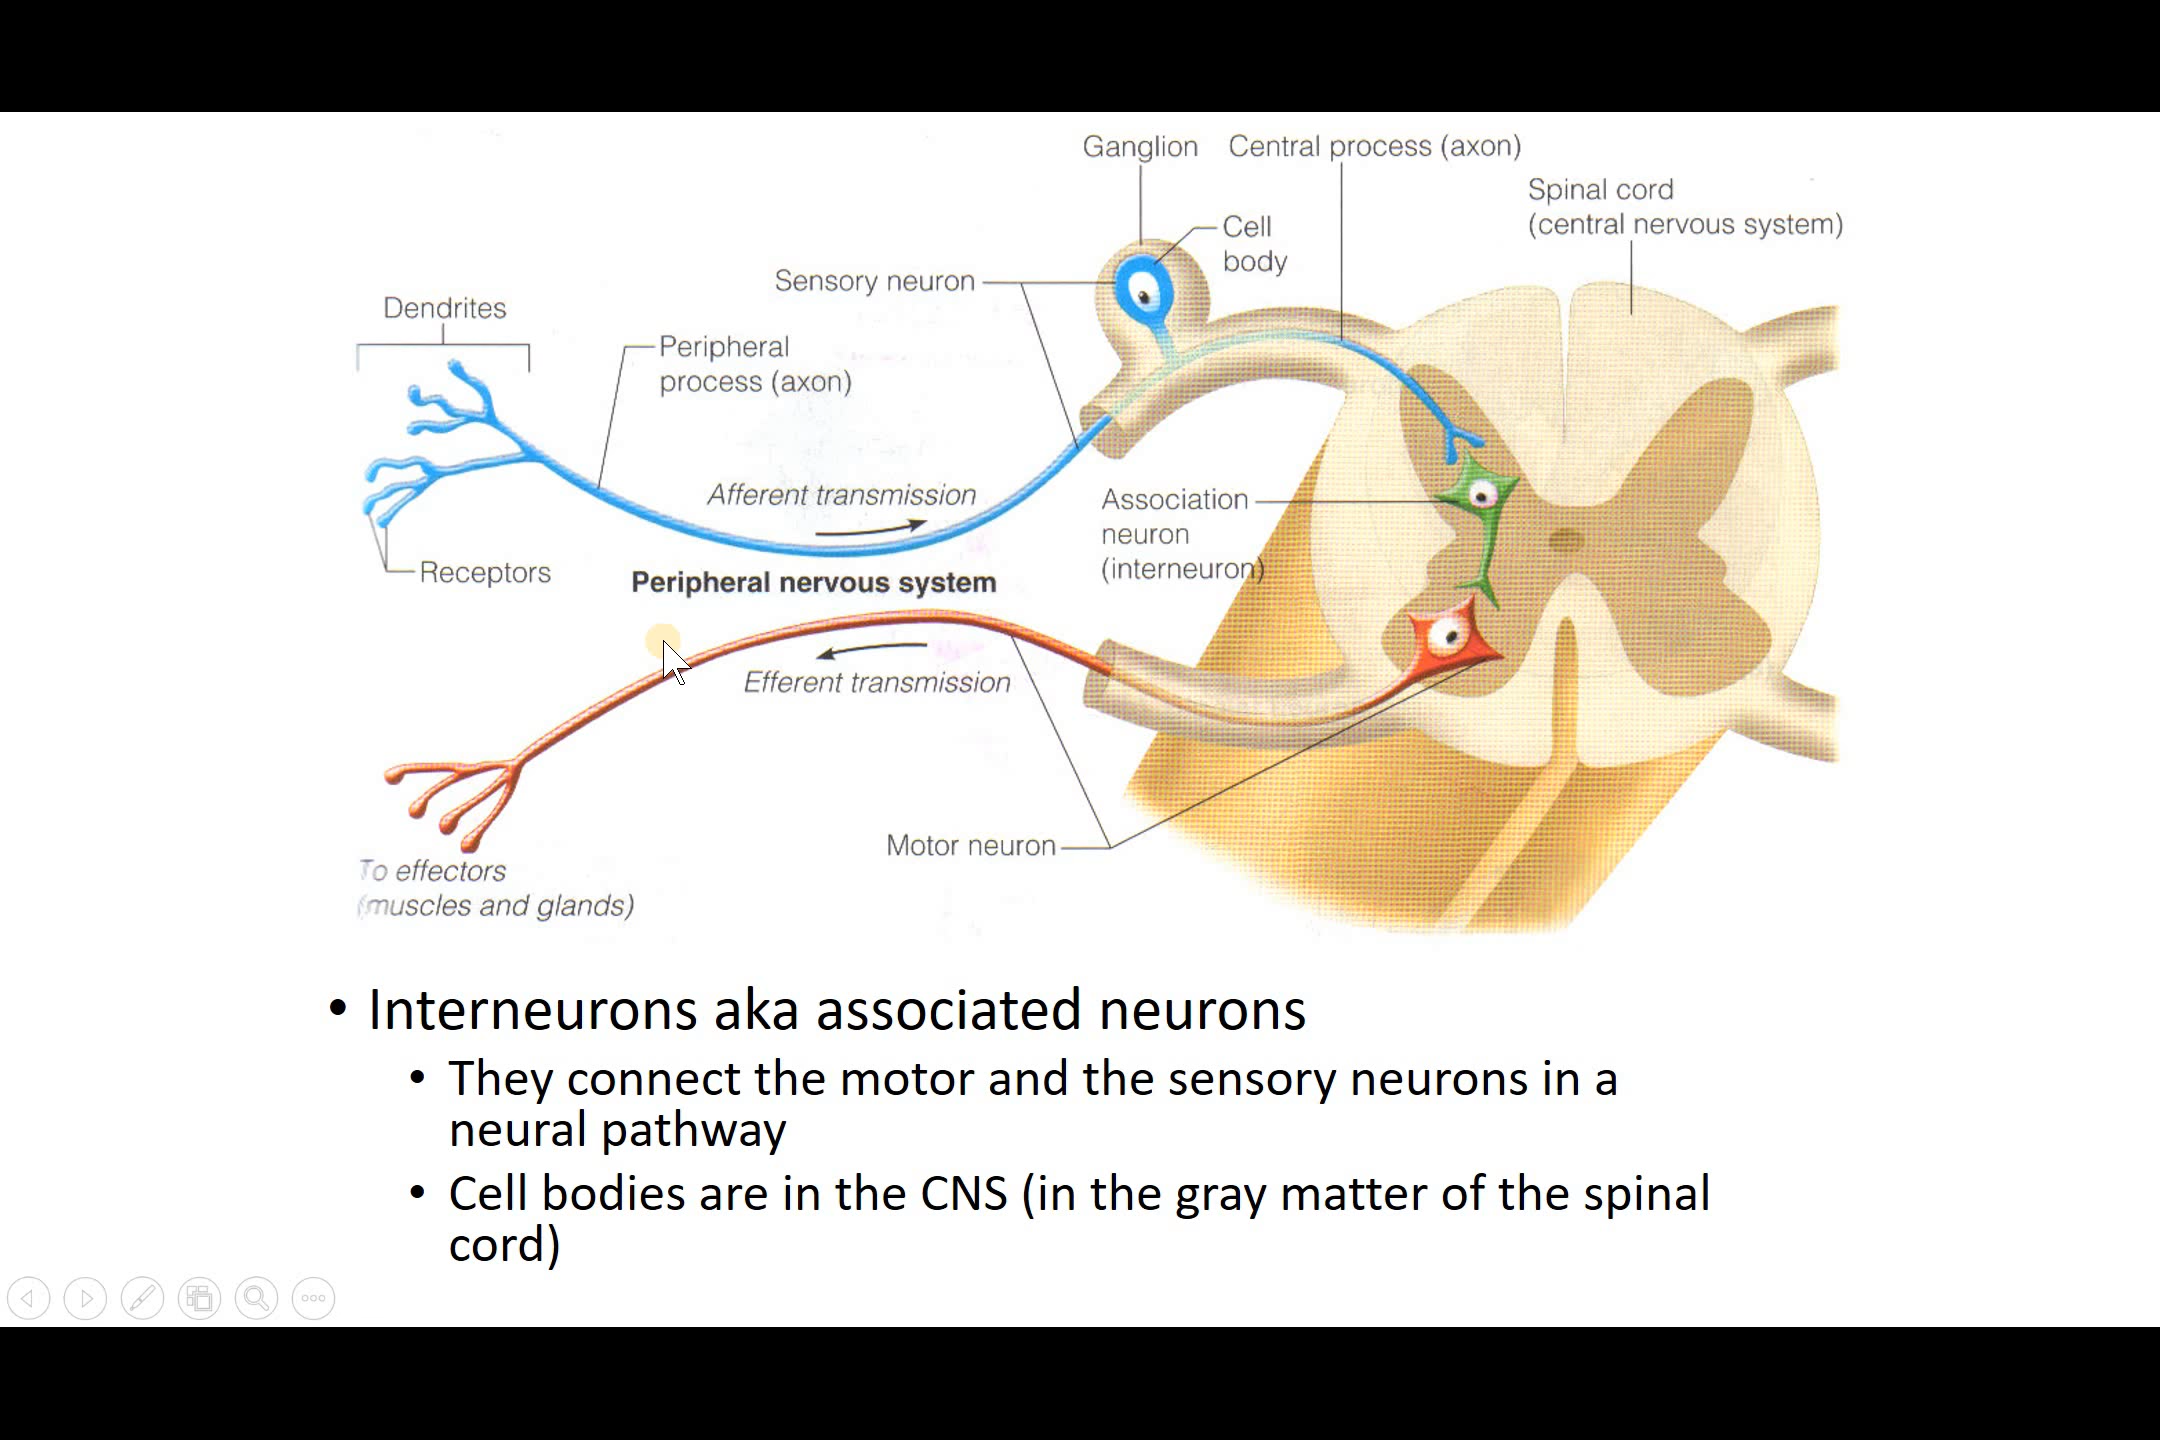 Ganglion
Central process (axon)
Spinal cord
(central nervous system)
Cell
body
Sensory neuron
Dendrites
Peripheral
process (axon)
Afferent transmission
Association
neuron
(interneuron)
Receptors
Peripheral nervous system
Efferent transmission
Motor neuron
To effectors
(muscles and glands)
• Interneurons aka associated neurons
• They connect the motor and the sensory neurons in a
neural pathway
• Cell bodies are in the CNS (in the gray matter of the spinal
cord)